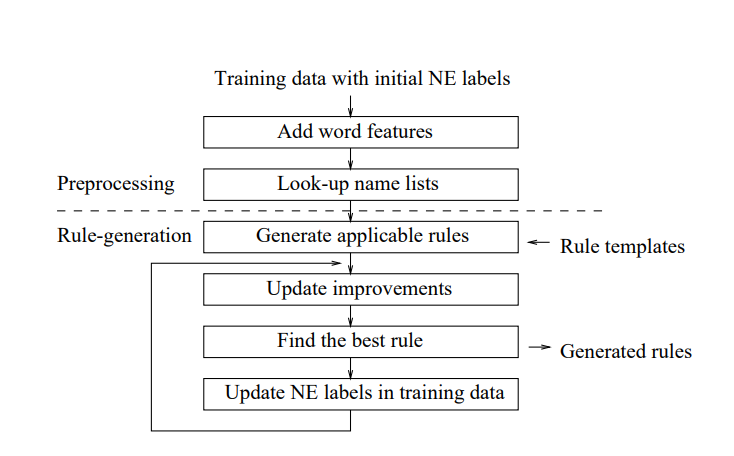 Training data with initial NE labels
Add word features
Preprocessing
Look-up name lists
Rule-generation
Generate applicable rules
Rule templates
Update improvements
Find the best rule
Generated rules
Update NE labels in training data